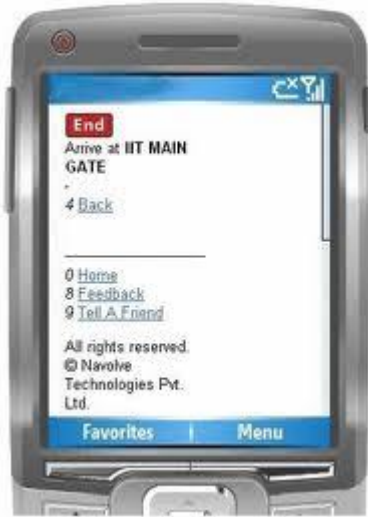 End
Arrive at IIT MAIN
GATE
-
4 Back
0 Home
8 Feedback
9 Tell A Friend
All rights reserved.
© Navolve
Technologies Pvt.
Ltd.
Favorites Menu